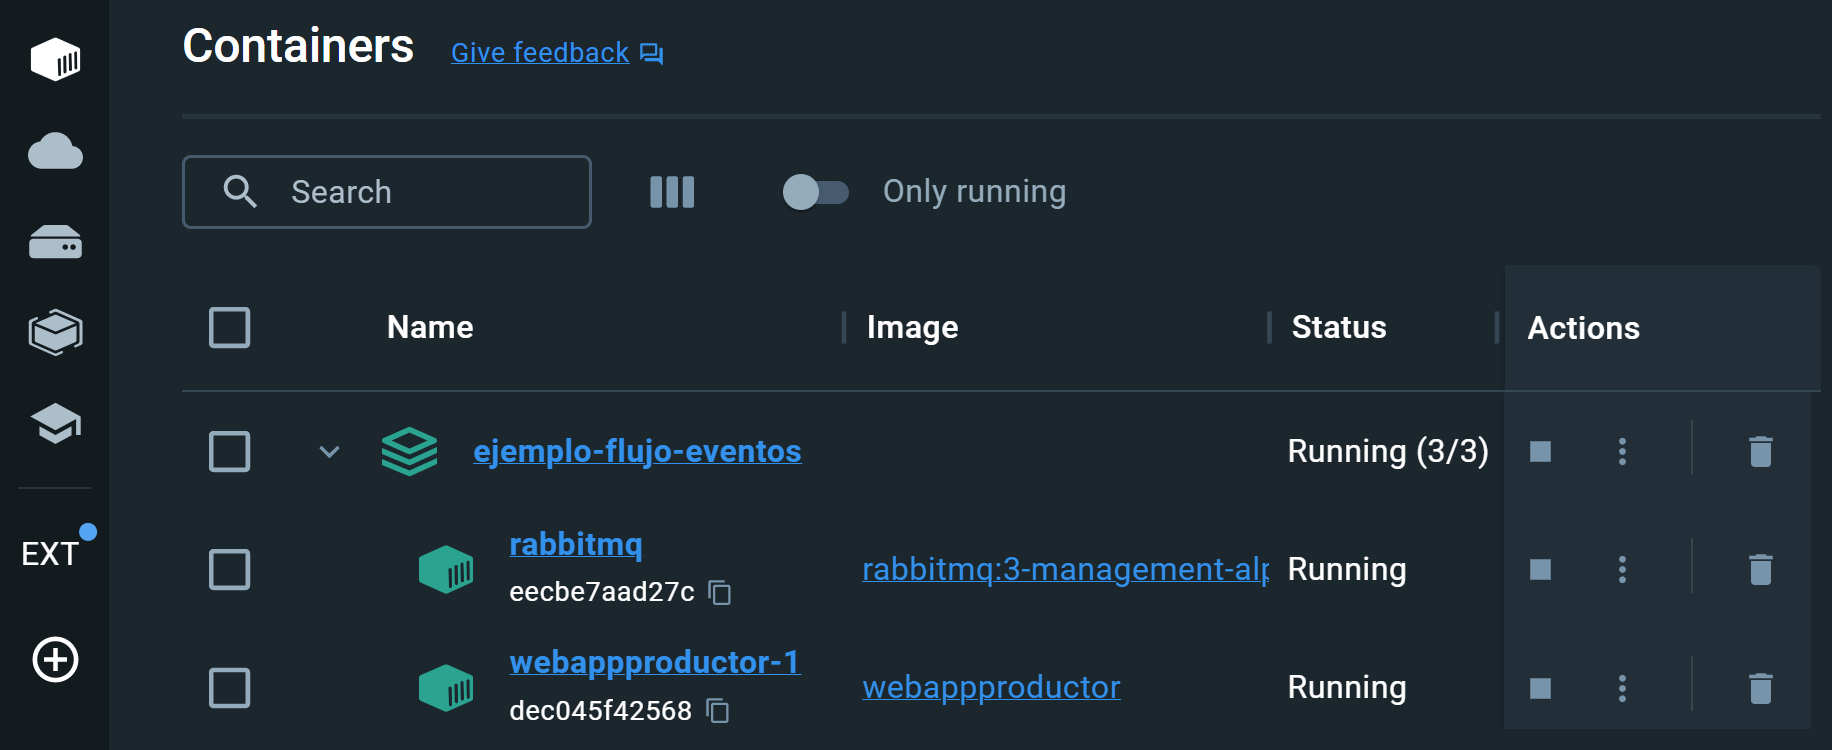 Containers Give feedback
Search
Only running
Name Image Status Actions
ejemplo-flujo-eventos Running (3/3)
rabbitmq
eecbe7aad27c
rabbitmq:3-management-alp Running
webappproductor-1
dec045f42568
webappproductor Running
EXT